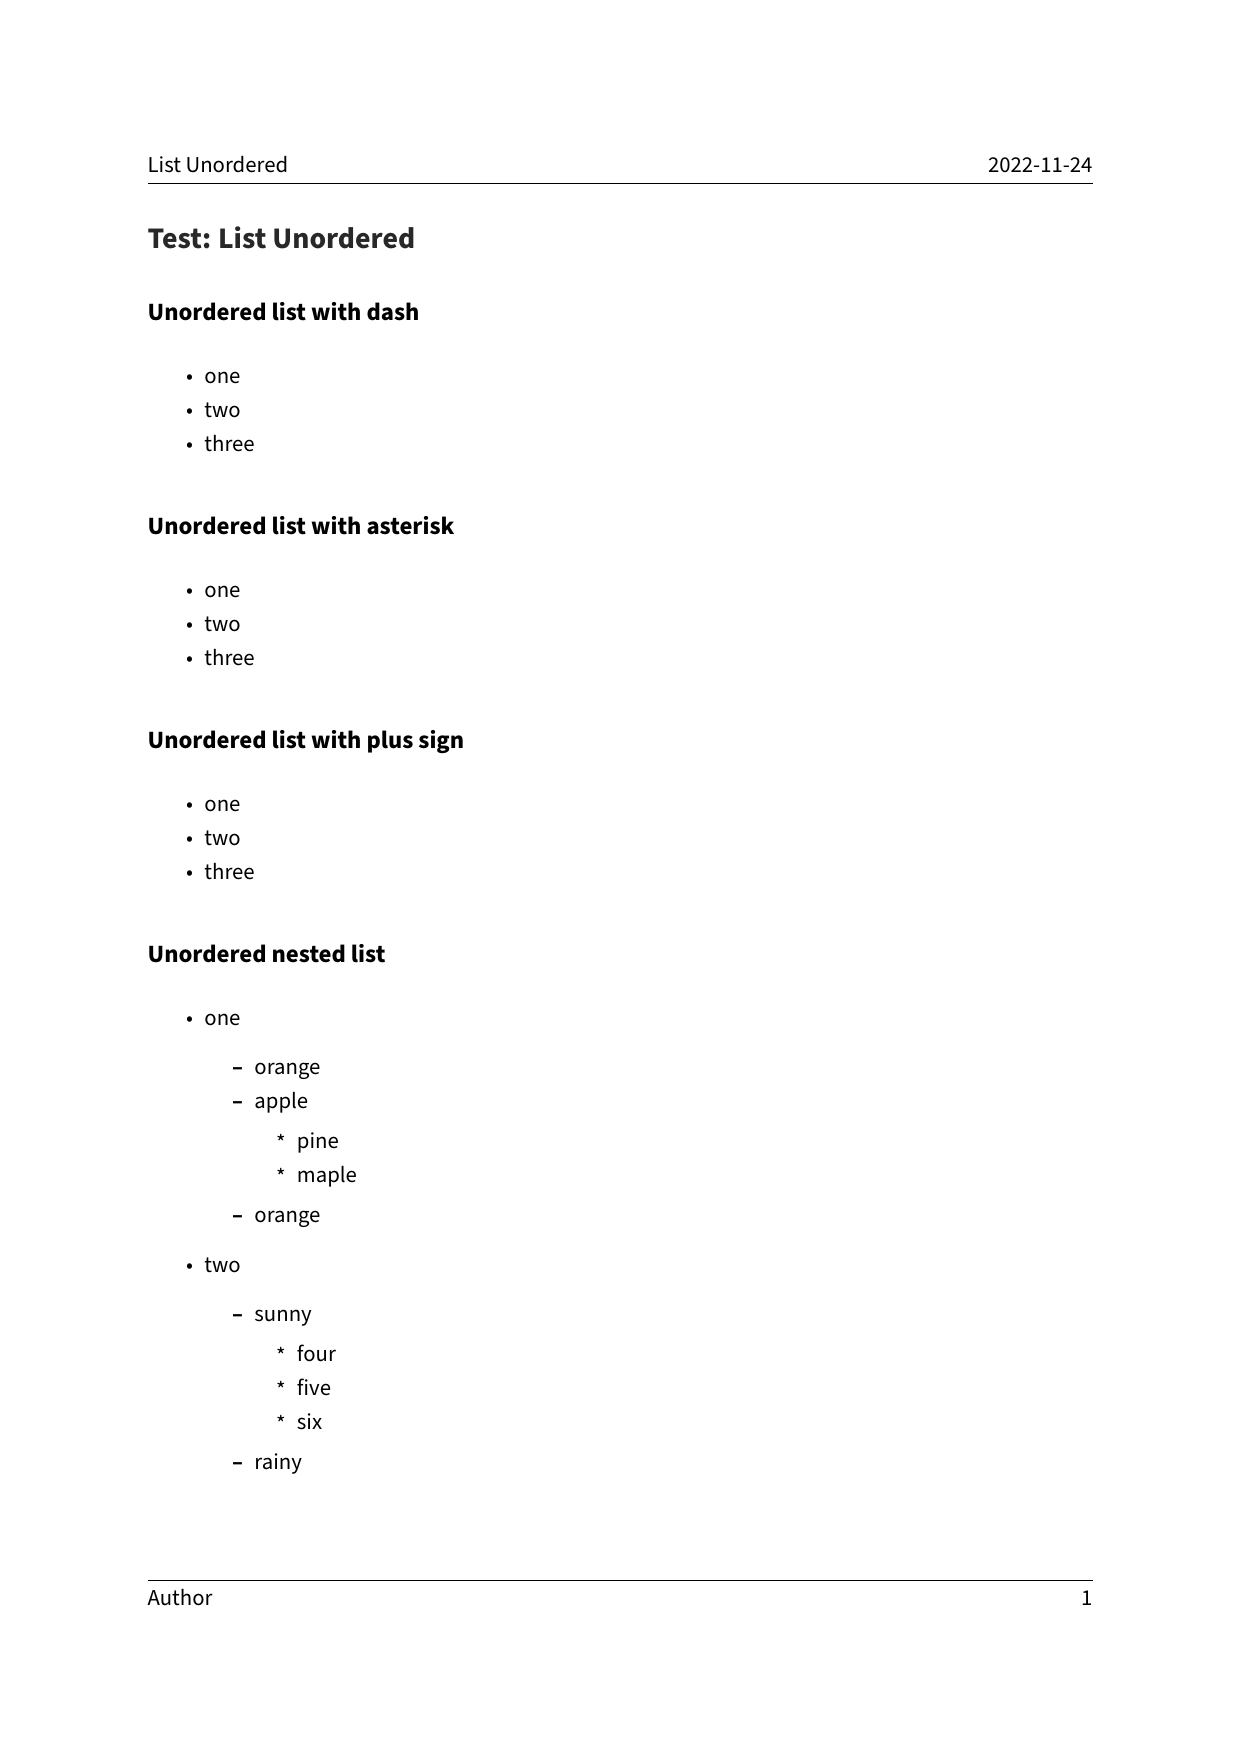 List Unordered 2022-11-24
Test: List Unordered
Unordered list with dash
• one
• two
• three
Unordered list with asterisk
• one
• two
• three
Unordered list with plus sign
• one
• two
• three
Unordered nested list
• one
– orange
– apple
* pine
* maple
– orange
• two
– sunny
* four
* five
* six
– rainy
Author 1